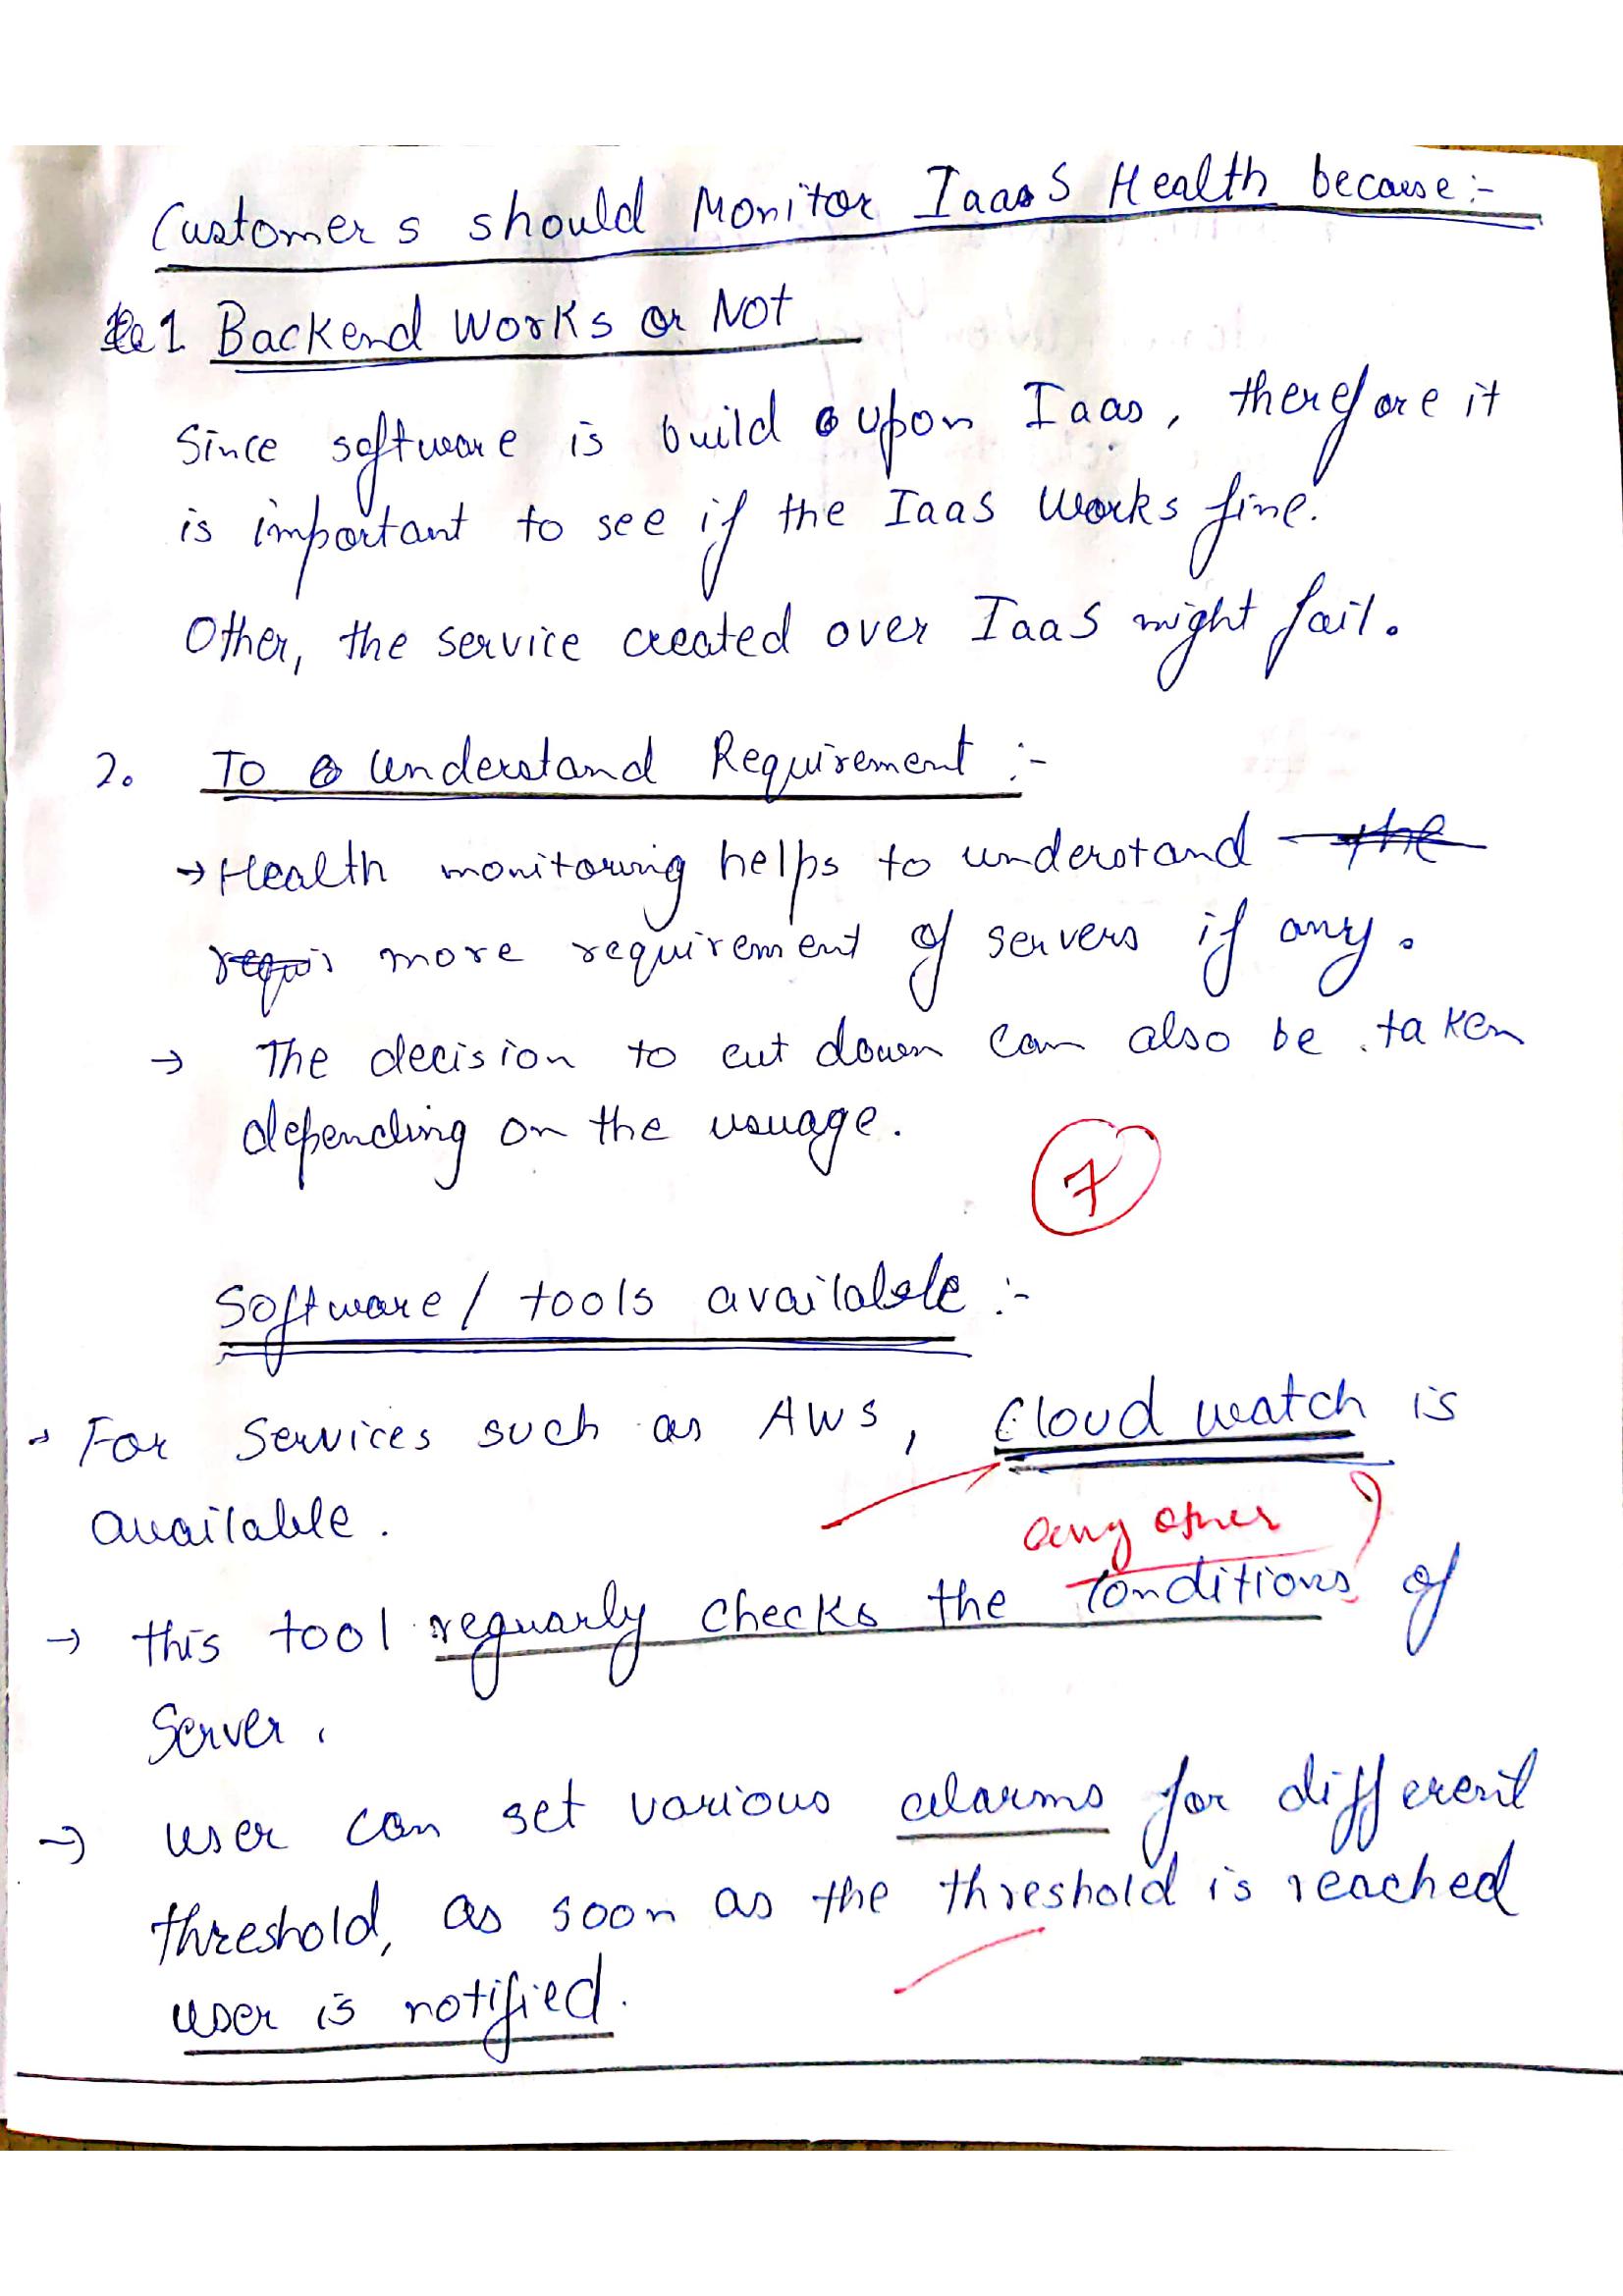 Customers should Monitor IaaS Health because:-
1 Backend Works or Not
Since software is build upon Iaas, therefore it
is important to see if the IaaS Works fine.
Other, the service created over IaaS might fail.
2. To Understand Requirement :-
→ Health monitoring helps to understand the
requi more requirement of servers if any.
→ The decision to cut down can also be taken
depending on the usuage.
7
Software / tools available :-
→ For Services such as AWS, Cloud watch is
available.
any other ?
→ this tool reguarly checks the Conditions of
Server.
→ user can set various alarms for different
threshold, as soon as the threshold is reached
user is notified.